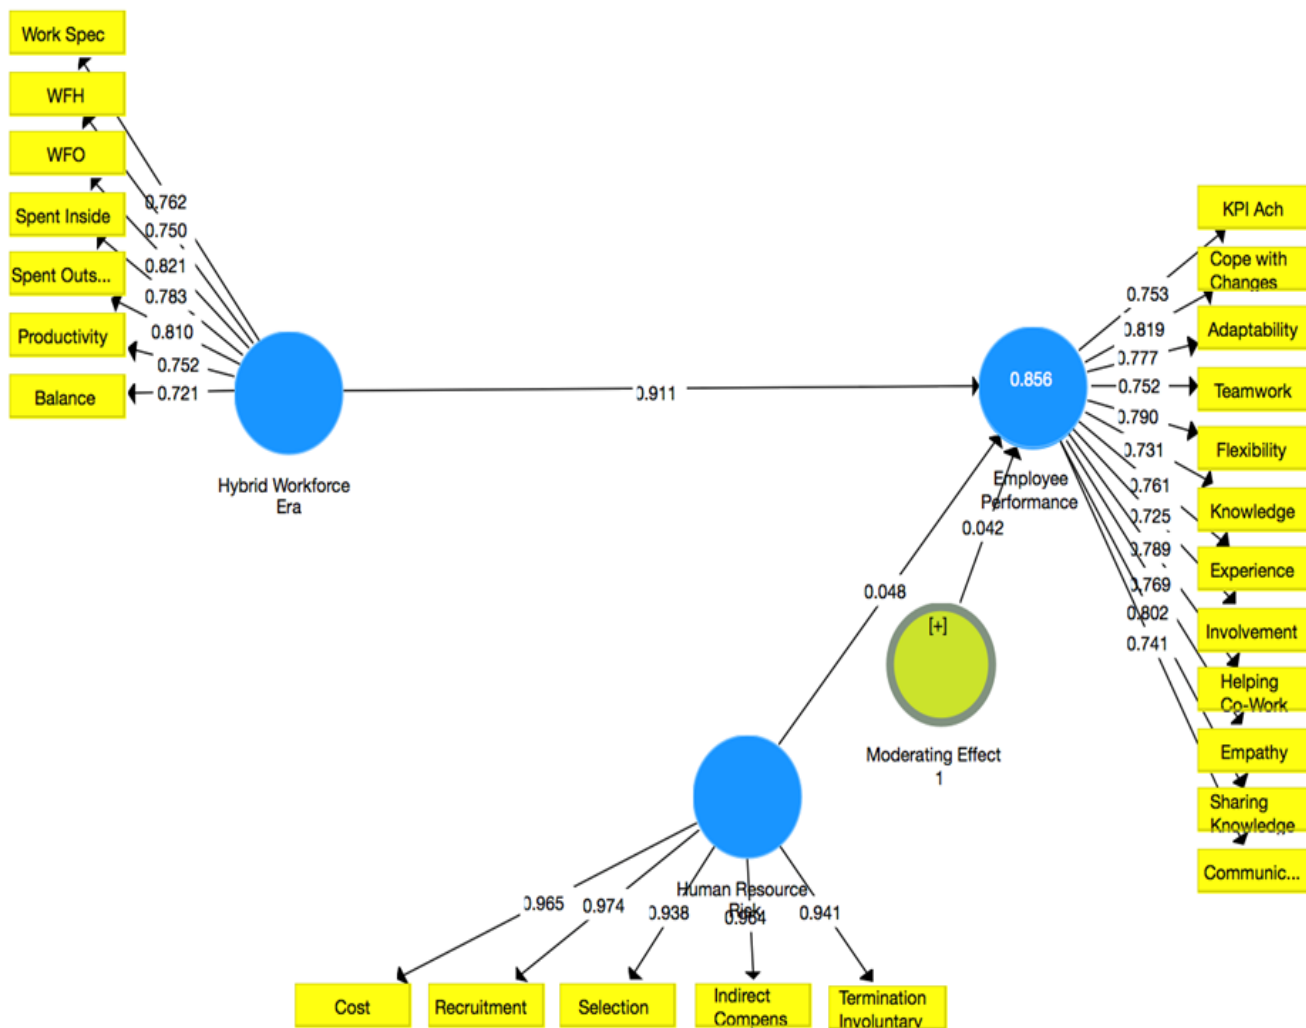 Work Spec
WFH
WFO
Spent Inside
Spent Outs...
Productivity
Balance
0.762
0.750
0.821
0.783
0.810
0.752
0.721
Hybrid Workforce
Era
0.911
0.856
Employee
Performance
0.048
0.042
[+]
Moderating Effect
1
0.753
0.819
0.777
0.752
0.790
0.731
0.761
0.725
0.789
0.769
0.802
0.741
KPI Ach
Cope with
Changes
Adaptability
Teamwork
Flexibility
Knowledge
Experience
Involvement
Helping
Co-Work
Empathy
Sharing
Knowledge
Communic...
Human Resource
Risk
0.965
0.974
0.938
0.964
0.941
Cost
Recruitment
Selection
Indirect
Compens
Termination
Involuntary